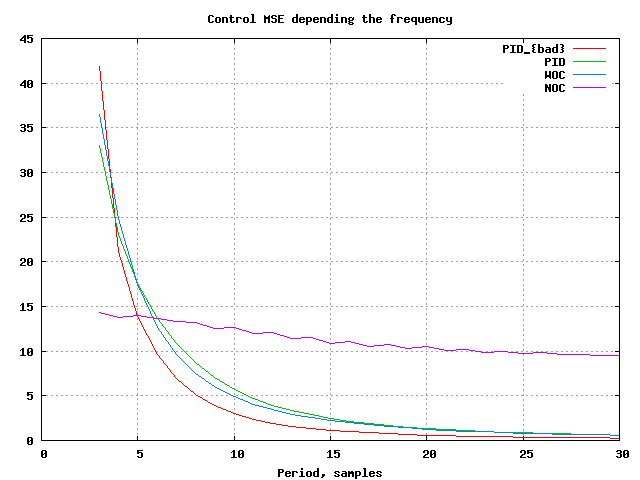 Control MSE depending the frequency
45
40
35
30
25
20
15
10
5
0
PID_{bad}
PID
WOC
NOC
0 5 10 15 20 25 30
Period, samples